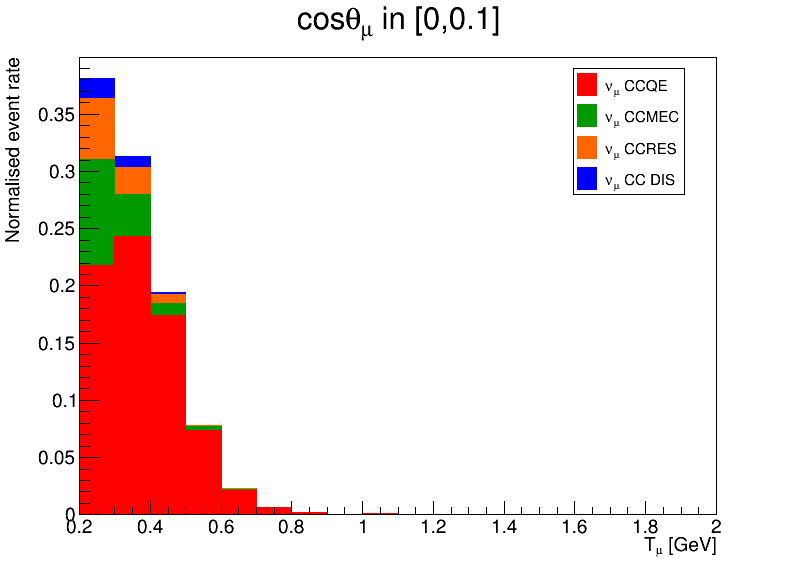 cosθμ in [0,0.1]
Normalised event rate
νμ CCQE
νμ CCMEC
νμ CCRES
νμ CC DIS
0.35
0.3
0.25
0.2
0.15
0.1
0.05
0
0.2 0.4 0.6 0.8 1 1.2 1.4 1.6 1.8 2
Tμ [GeV]